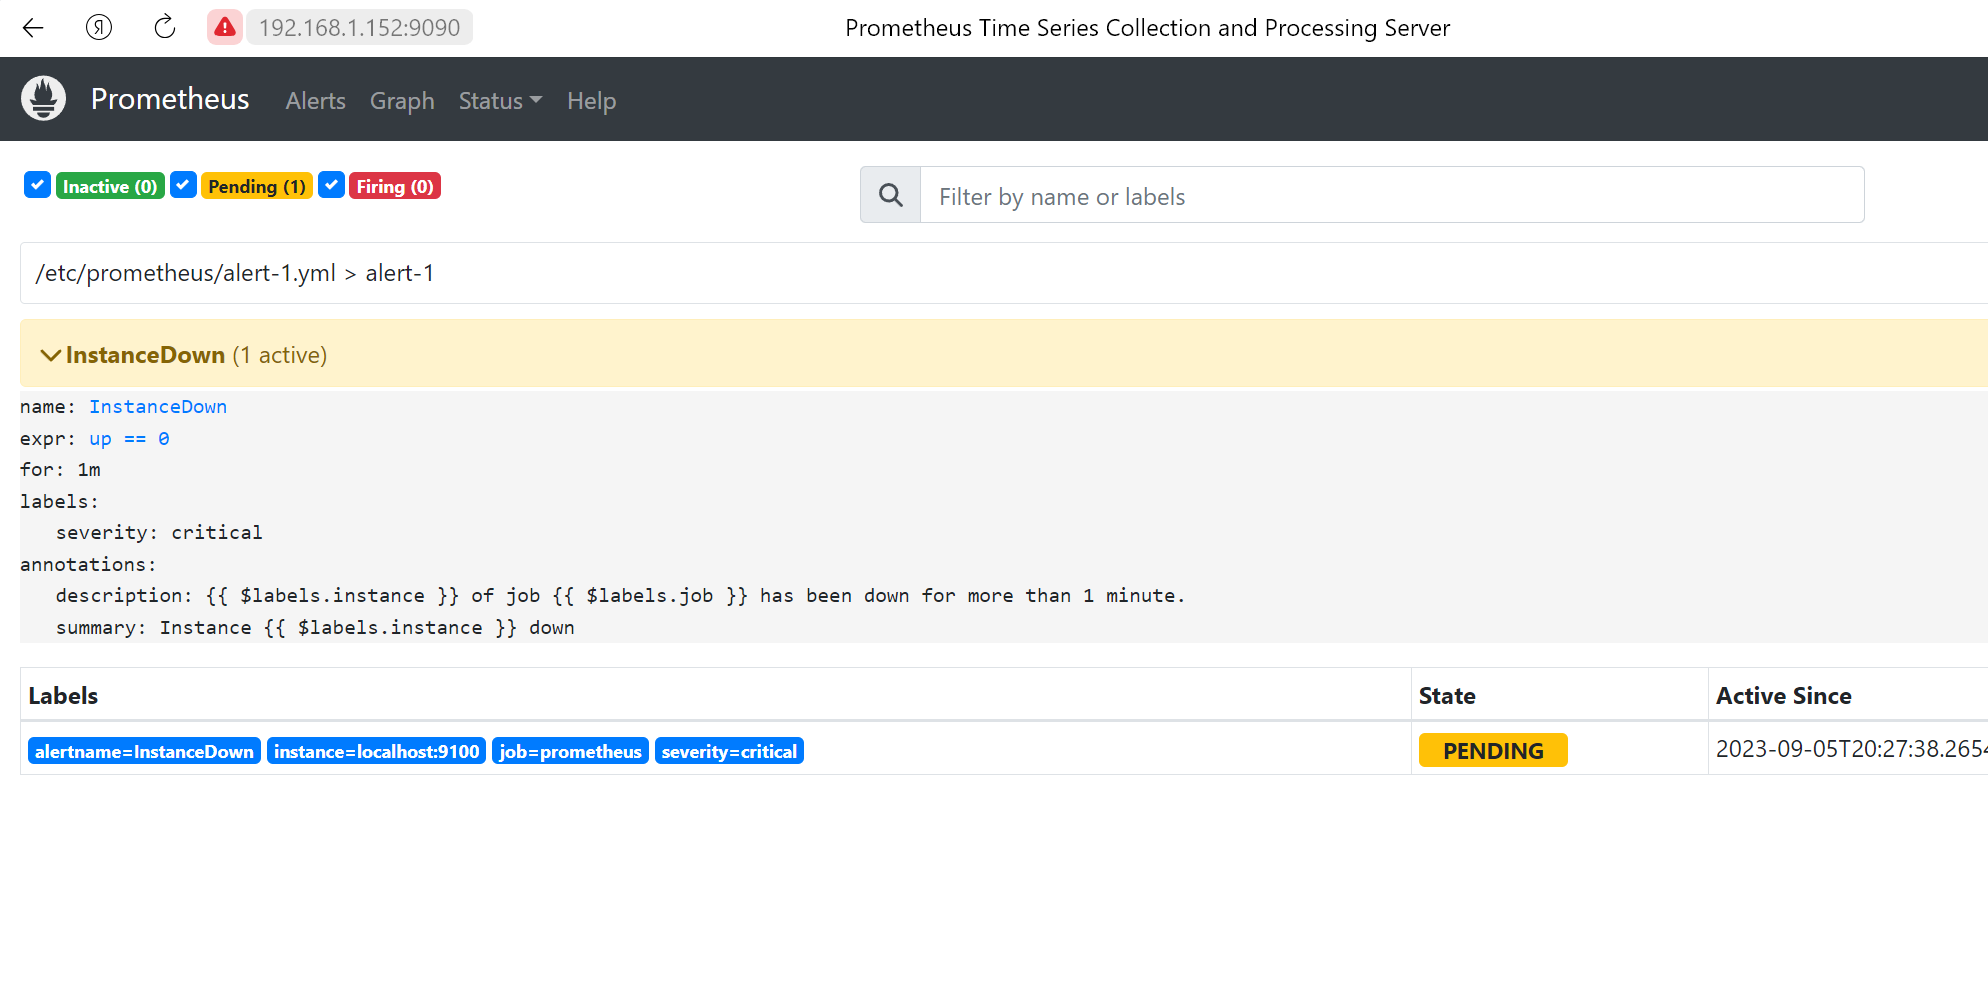 Я 192.168.1.152:9090 Prometheus Time Series Collection and Processing Server
Prometheus Alerts Graph Status Help
Inactive (0) Pending (1) Firing (0) Filter by name or labels
/etc/prometheus/alert-1.yml > alert-1
InstanceDown (1 active)
name: InstanceDown
expr: up == 0
for: 1m
labels:
severity: critical
annotations:
description: {{ $labels.instance }} of job {{ $labels.job }} has been down for more than 1 minute.
summary: Instance {{ $labels.instance }} down
Labels State Active Since
alertname=InstanceDown instance=localhost:9100 job=prometheus severity=critical PENDING 2023-09-05T20:27:38.265